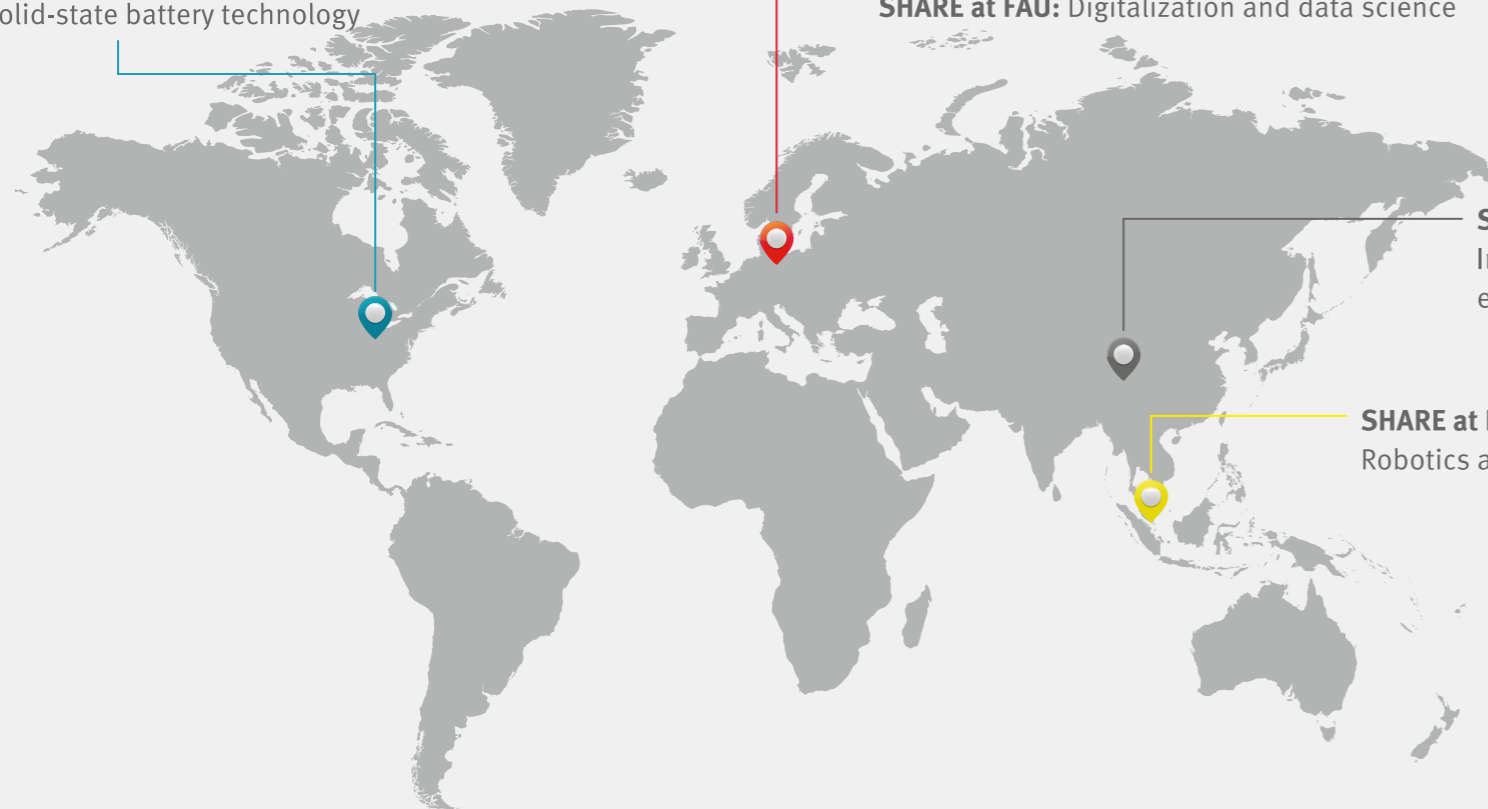 olid-state battery technology
SHARE at FAU: Digitalization and data science
SHARE at
Robotics a